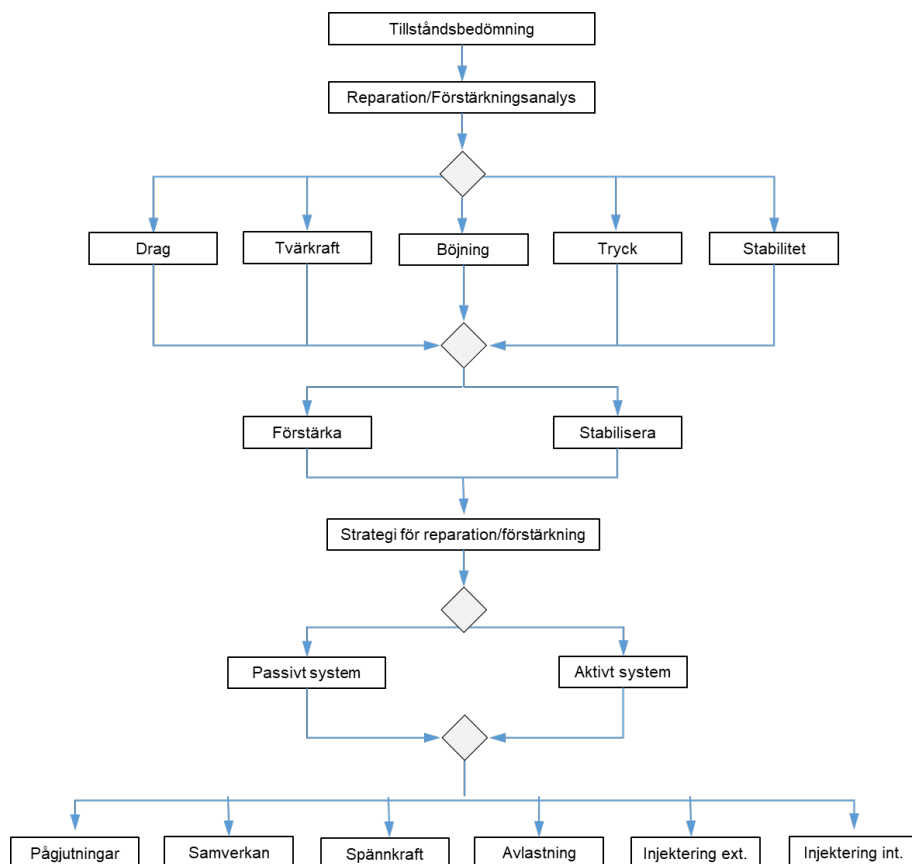 Tillståndsbedömning
Reparation/Förstärkningsanalys
Drag
Tvärkraft
Böjning
Tryck
Stabilitet
Förstärka
Stabilisera
Strategi för reparation/förstärkning
Passivt system
Aktivt system
Pågjutningar
Samverkan
Spännkraft
Avlastning
Injektering ext.
Injektering int.